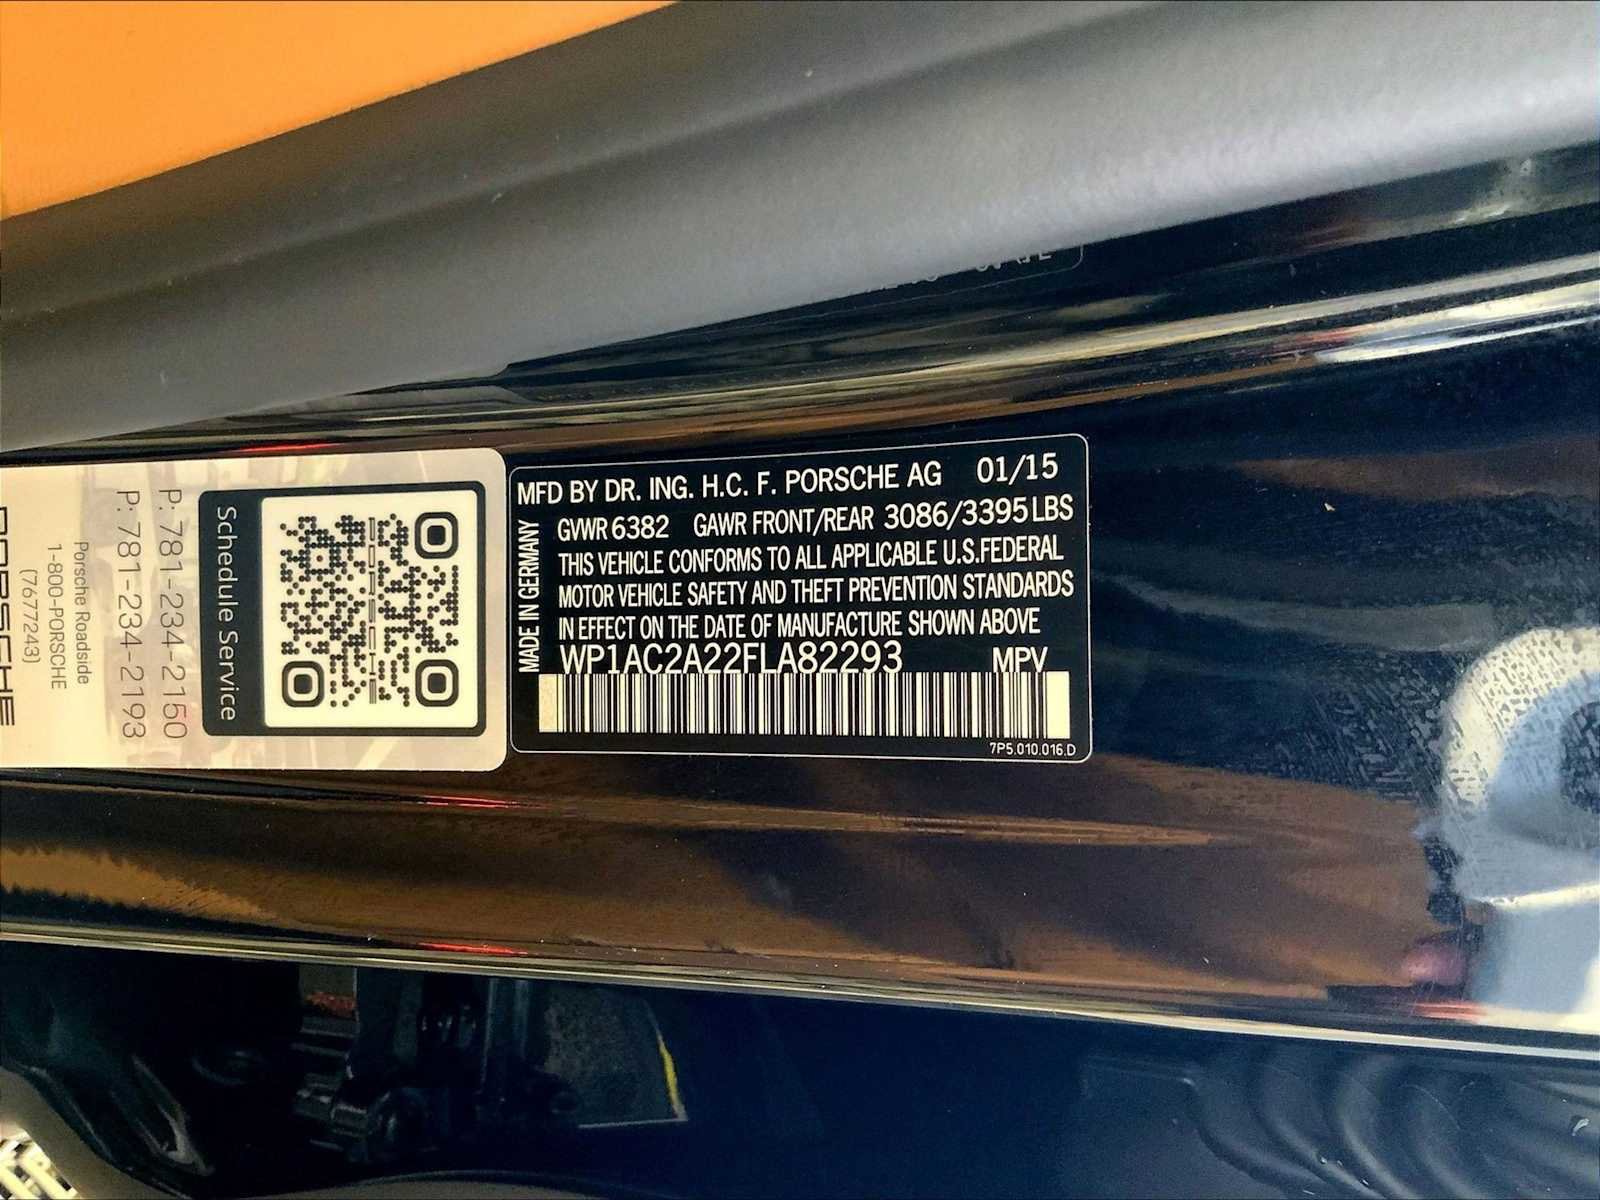 MFD BY DR. ING. H.C. F. PORSCHE AG 01/15
GVWR 6382 GAWR FRONT/REAR 3086/3395 LBS
THIS VEHICLE CONFORMS TO ALL APPLICABLE U.S.FEDERAL
MOTOR VEHICLE SAFETY AND THEFT PREVENTION STANDARDS
IN EFFECT ON THE DATE OF MANUFACTURE SHOWN ABOVE
WP1AC2A22FLA82293 MPV
7P5.010.016.D
MADE IN GERMANY
PORSCHE
Schedule Service
P: 781-234-2150
P: 781-234-2193
Porsche Roadside
1-800-PORSCHE
(7677243)
PORSCHE